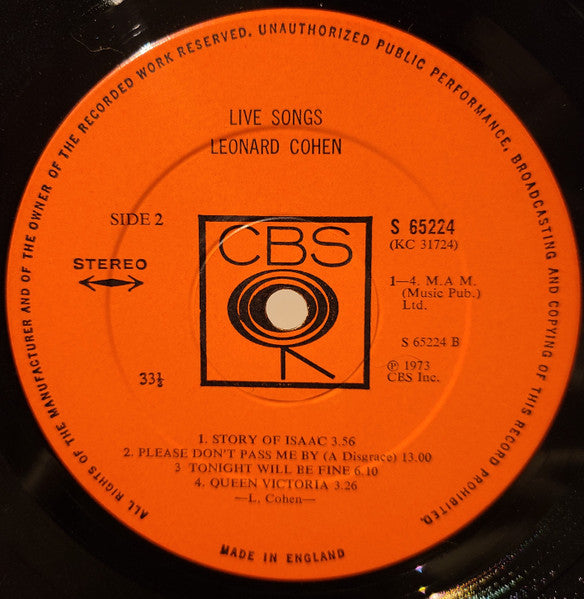 ALL RIGHTS OF THE MANUFACTURER AND OF THE OWNER OF THE RECORDED WORK RESERVED. UNAUTHORIZED PUBLIC PERFORMANCE, BROADCASTING AND COPYING OF THIS RECORD PROHIBITED.
LIVE SONGS
LEONARD COHEN
SIDE 2
STEREO
33⅓
CBS
S 65224
(KC 31724)
1—4. M.A.M.
(Music Pub.)
Ltd.
S 65224 B
℗ 1973
CBS Inc.
1. STORY OF ISAAC 3.56
2. PLEASE DON'T PASS ME BY (A Disgrace) 13.00
3 TONIGHT WILL BE FINE 6.10
4. QUEEN VICTORIA 3.26
—L. Cohen—
MADE IN ENGLAND